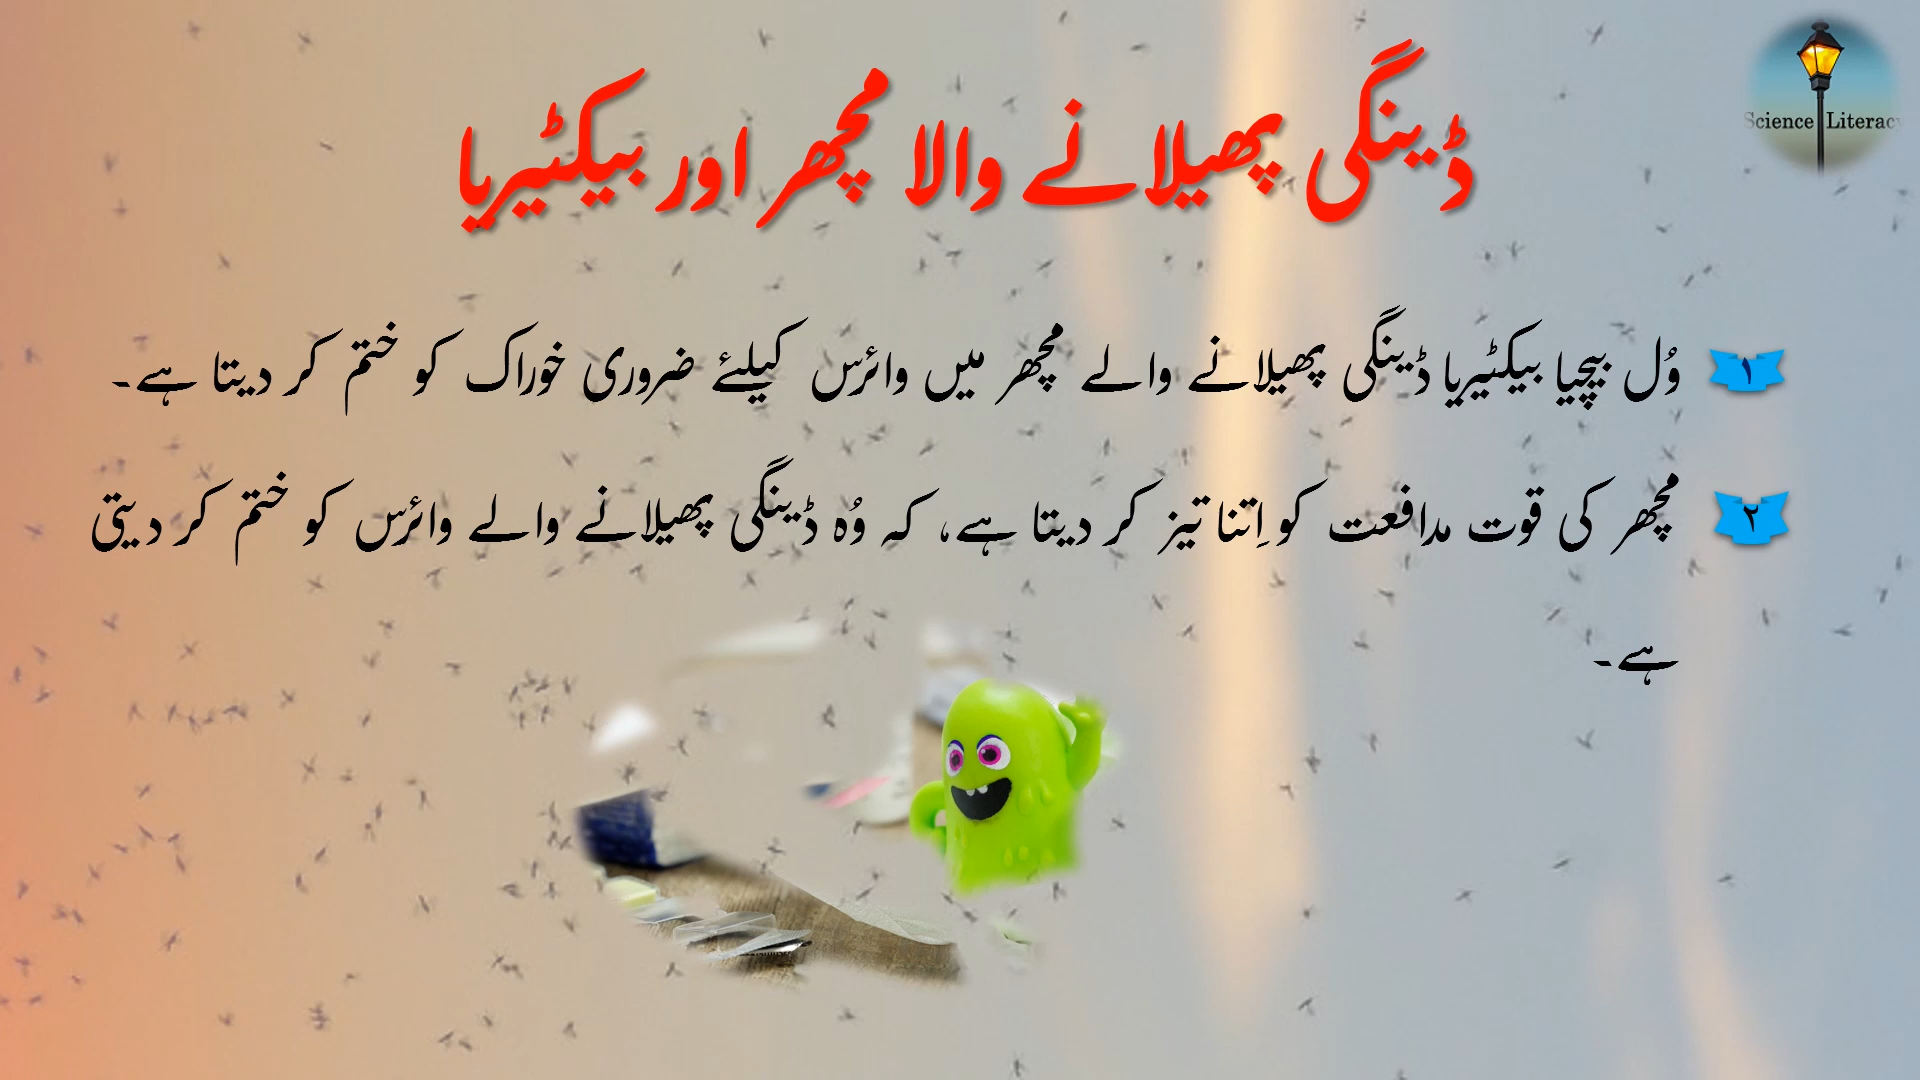 ڈینگی پھیلانے والا مچھر اور بیکٹیریا
Science Literacy
۱ وُل بیچیا بیکٹیریا ڈینگی پھیلانے والے مچھر میں وائرس کیلئے ضروری خوراک کو ختم کر دیتا ہے۔
۲ مچھر کی قوت مدافعت کو اِتنا تیز کر دیتا ہے، کہ وُہ ڈینگی پھیلانے والے وائرس کو ختم کر دیتی
ہے۔